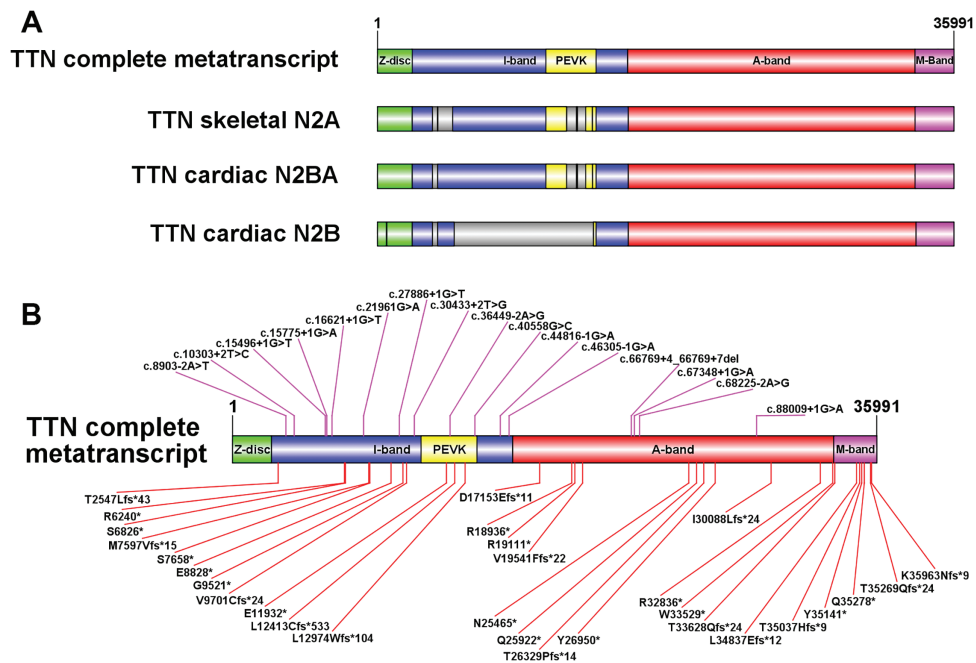 A
1
35991
TTN complete metatranscript
Z-disc
I-band
PEVK
A-band
M-Band
TTN skeletal N2A
TTN cardiac N2BA
TTN cardiac N2B
B
c.27886+1G>T
c.21961G>A
c.30433+2T>G
c.16621+1G>T
c.36449-2A>G
c.15775+1G>A
c.40558G>C
c.15496+1G>T
c.44816-1G>A
c.10303+2T>C
c.46305-1G>A
c.8903-2A>T
c.66769+4_66769+7del
c.67348+1G>A
c.68225-2A>G
c.88009+1G>A
1
35991
TTN complete
metatranscript
Z-disc
I-band
PEVK
A-band
M-band
T2547Lfs*43
R6240*
S6826*
M7597Vfs*15
S7658*
E8828*
G9521*
V9701Cfs*24
E11932*
L12413Cfs*533
L12974Wfs*104
D17153Efs*11
R18936*
R19111*
V19541Ffs*22
N25465*
Q25922*
T26329Pfs*14
Y26950*
I30088Lfs*24
R32836*
W33529*
T33628Qfs*24
L34837Efs*12
T35037Hfs*9
Y35141*
Q35278*
T35269Qfs*24
K35963Nfs*9